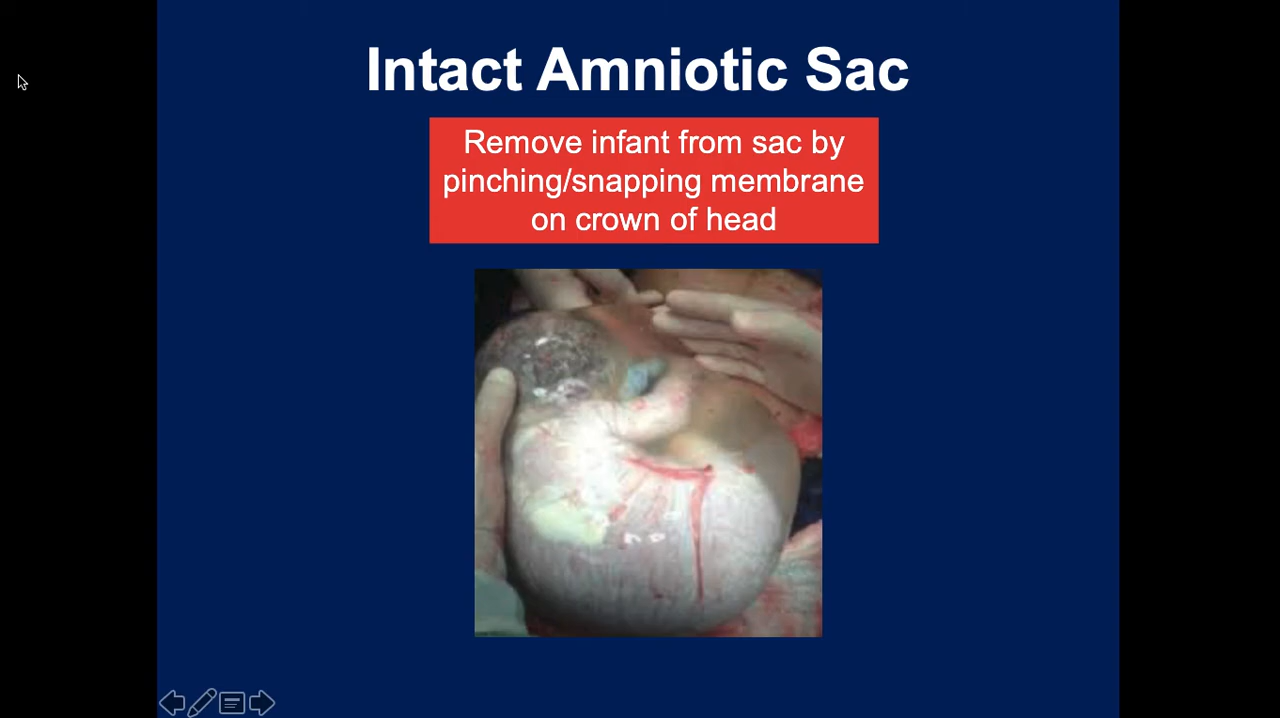 Intact Amniotic Sac
Remove infant from sac by
pinching/snapping membrane
on crown of head